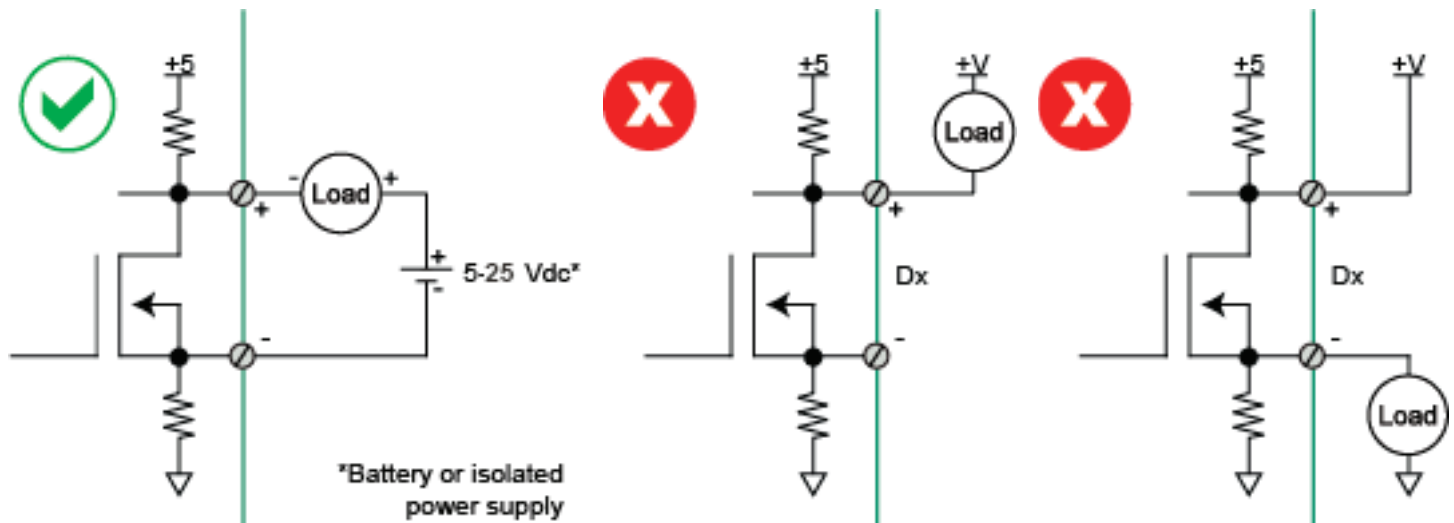 +5
- Load +
+
+
5-25 Vdc*
-
-
*Battery or isolated
power supply
X
+5
+V
Load
+
Dx
-
X
+5
+V
+
Dx
-
Load